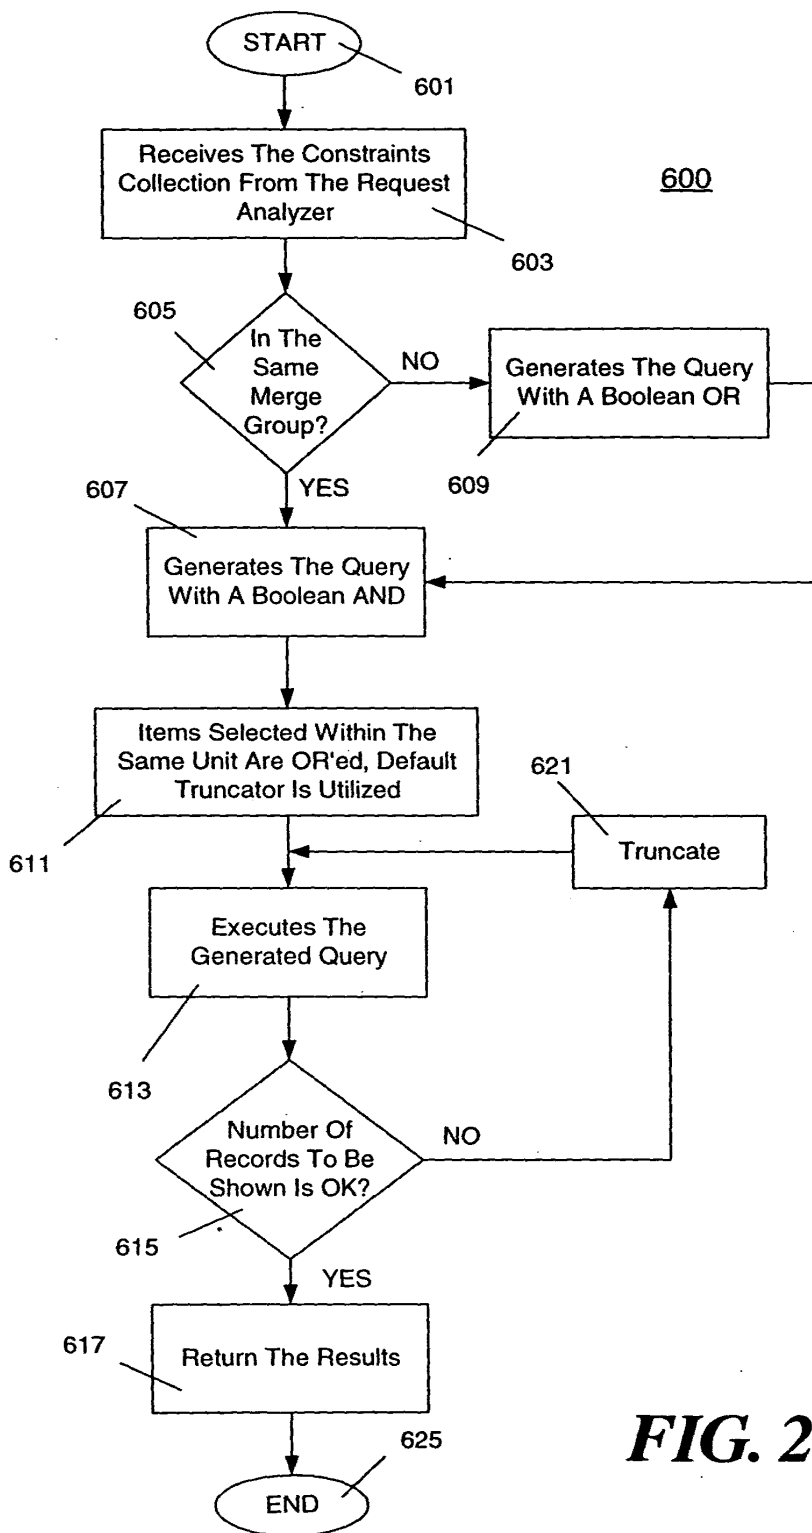 START
601
RECEIVES The Constraints
Collection From The Request
Analyzer
600
603
605
In The
Same
Merge
Group?
NO
Generates The Query
With A Boolean OR
609
YES
607
Generates The Query
With A Boolean AND
Items Selected Within The
Same Unit Are OR'ed, Default
Truncator Is Utilized
611
621
Truncate
Executes The
Generated Query
613
Number Of
Records To Be
Shown Is OK?
NO
615
YES
617
Return The Results
625
END
FIG. 2